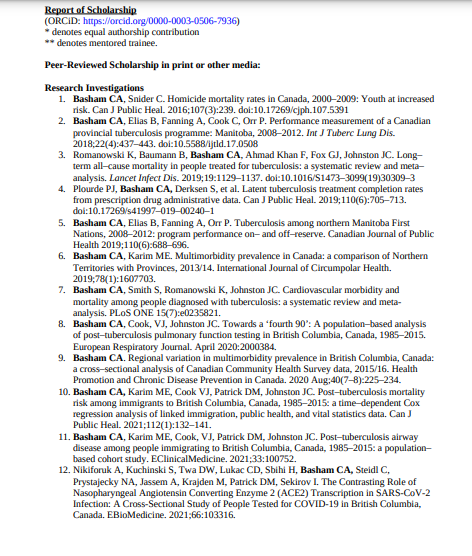 Report of Scholarship
(ORCiD: https://orcid.org/0000-0003-0506-7936)
* denotes equal authorship contribution
** denotes mentored trainee.
Peer-Reviewed Scholarship in print or other media:
Research Investigations
1. Basham CA, Snider C. Homicide mortality rates in Canada, 2000–2009: Youth at increased
risk. Can J Public Heal. 2016;107(3):239. doi:10.17269/cjph.107.5391
2. Basham CA, Elias B, Fanning A, Cook C, Orr P. Performance measurement of a Canadian
provincial tuberculosis programme: Manitoba, 2008–2012. Int J Tuberc Lung Dis.
2018;22(4):437–443. doi:10.5588/ijtld.17.0508
3. Romanowski K, Baumann B, Basham CA, Ahmad Khan F, Fox GJ, Johnston JC. Long–
term all–cause mortality in people treated for tuberculosis: a systematic review and meta–
analysis. Lancet Infect Dis. 2019;19:1129–1137. doi:10.1016/S1473–3099(19)30309–3
4. Plourde PJ, Basham CA, Derksen S, et al. Latent tuberculosis treatment completion rates
from prescription drug administrative data. Can J Public Heal. 2019;110(6):705–713.
doi:10.17269/s41997–019–00240–1
5. Basham CA, Elias B, Fanning A, Orr P. Tuberculosis among northern Manitoba First
Nations, 2008–2012: program performance on– and off–reserve. Canadian Journal of Public
Health 2019;110(6):688–696.
6. Basham CA, Karim ME. Multimorbidity prevalence in Canada: a comparison of Northern
Territories with Provinces, 2013/14. International Journal of Circumpolar Health.
2019;78(1):1607703.
7. Basham CA, Smith S, Romanowski K, Johnston JC. Cardiovascular morbidity and
mortality among people diagnosed with tuberculosis: a systematic review and meta-
analysis. PLoS ONE 15(7):e0235821.
8. Basham CA, Cook, VJ, Johnston JC. Towards a ‘fourth 90’: A population–based analysis
of post–tuberculosis pulmonary function testing in British Columbia, Canada, 1985–2015.
European Respiratory Journal. April 2020:2000384.
9. Basham CA. Regional variation in multimorbidity prevalence in British Columbia, Canada:
a cross–sectional analysis of Canadian Community Health Survey data, 2015/16. Health
Promotion and Chronic Disease Prevention in Canada. 2020 Aug;40(7–8):225–234.
10. Basham CA, Karim ME, Cook VJ, Patrick DM, Johnston JC. Post–tuberculosis mortality
risk among immigrants to British Columbia, Canada, 1985–2015: a time–dependent Cox
regression analysis of linked immigration, public health, and vital statistics data. Can J
Public Heal. 2021;112(1):132–141.
11. Basham CA, Karim ME, Cook, VJ, Patrick DM, Johnston JC. Post–tuberculosis airway
disease among people immigrating to British Columbia, Canada, 1985–2015: a population–
based cohort study. EClinicalMedicine. 2021;33:100752.
12. Nikiforuk A, Kuchinski S, Twa DW, Lukac CD, Sbihi H, Basham CA, Steidl C,
Prystajecky NA, Jassem A, Krajden M, Patrick DM, Sekirov I. The Contrasting Role of
Nasopharyngeal Angiotensin Converting Enzyme 2 (ACE2) Transcription in SARS-CoV-2
Infection: A Cross-Sectional Study of People Tested for COVID-19 in British Columbia,
Canada. EBioMedicine. 2021;66:103316.